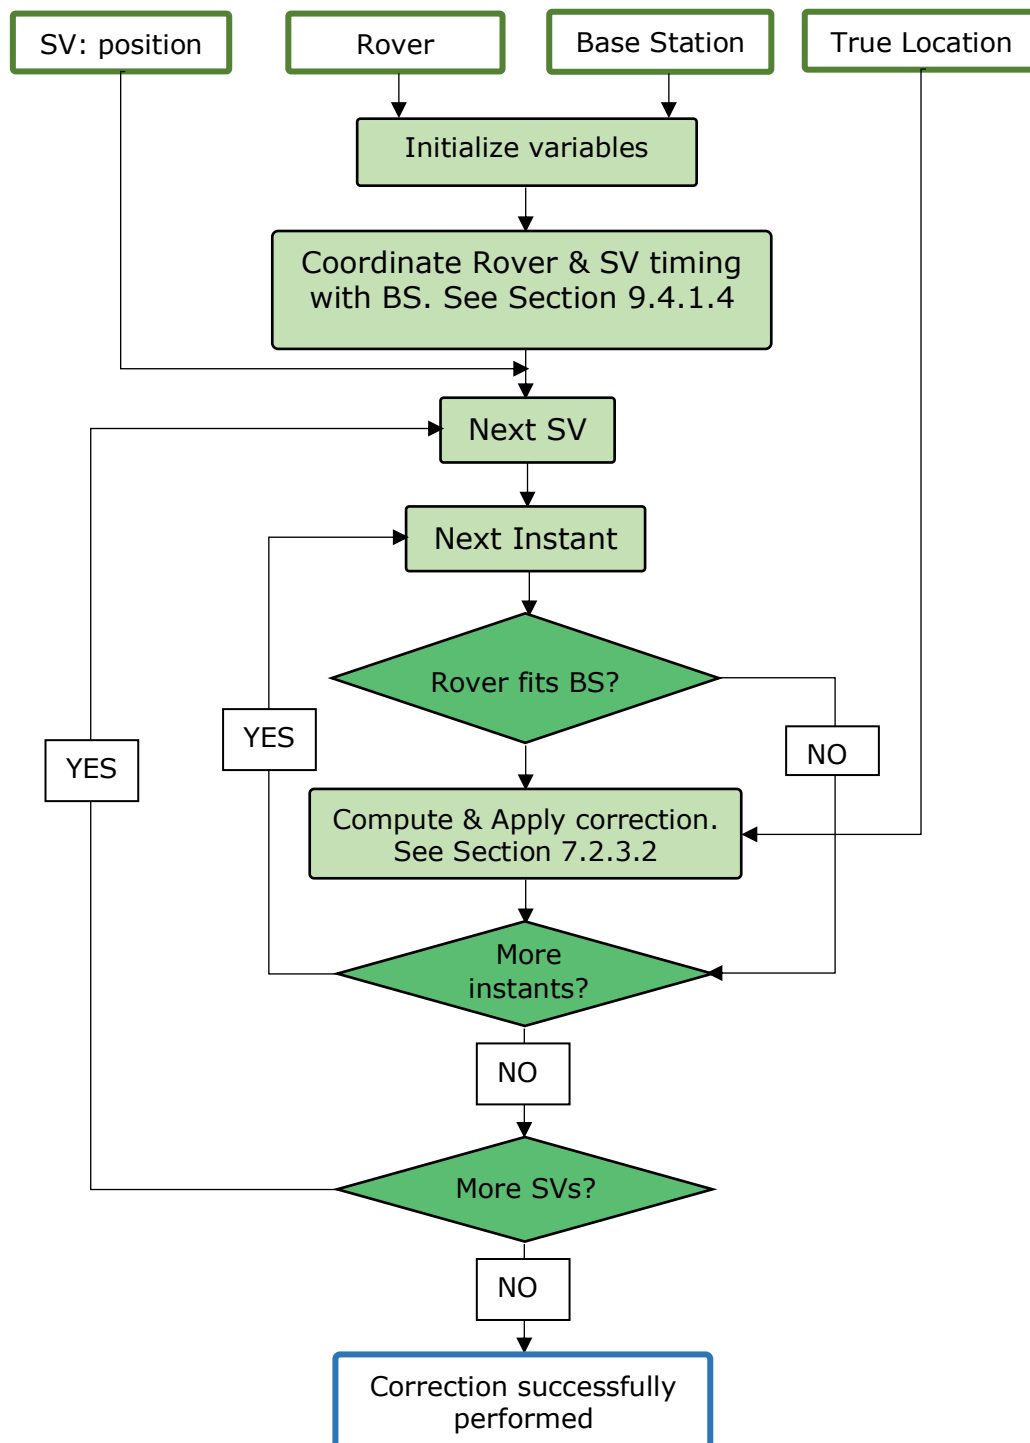 SV: position
Rover
Base Station
True Location
Initialize variables
Coordinate Rover & SV timing
with BS. See Section 9.4.1.4
Next SV
Next Instant
Rover fits BS?
YES
NO
YES
Compute & Apply correction.
See Section 7.2.3.2
More
instants?
NO
More SVs?
NO
Correction successfully
performed